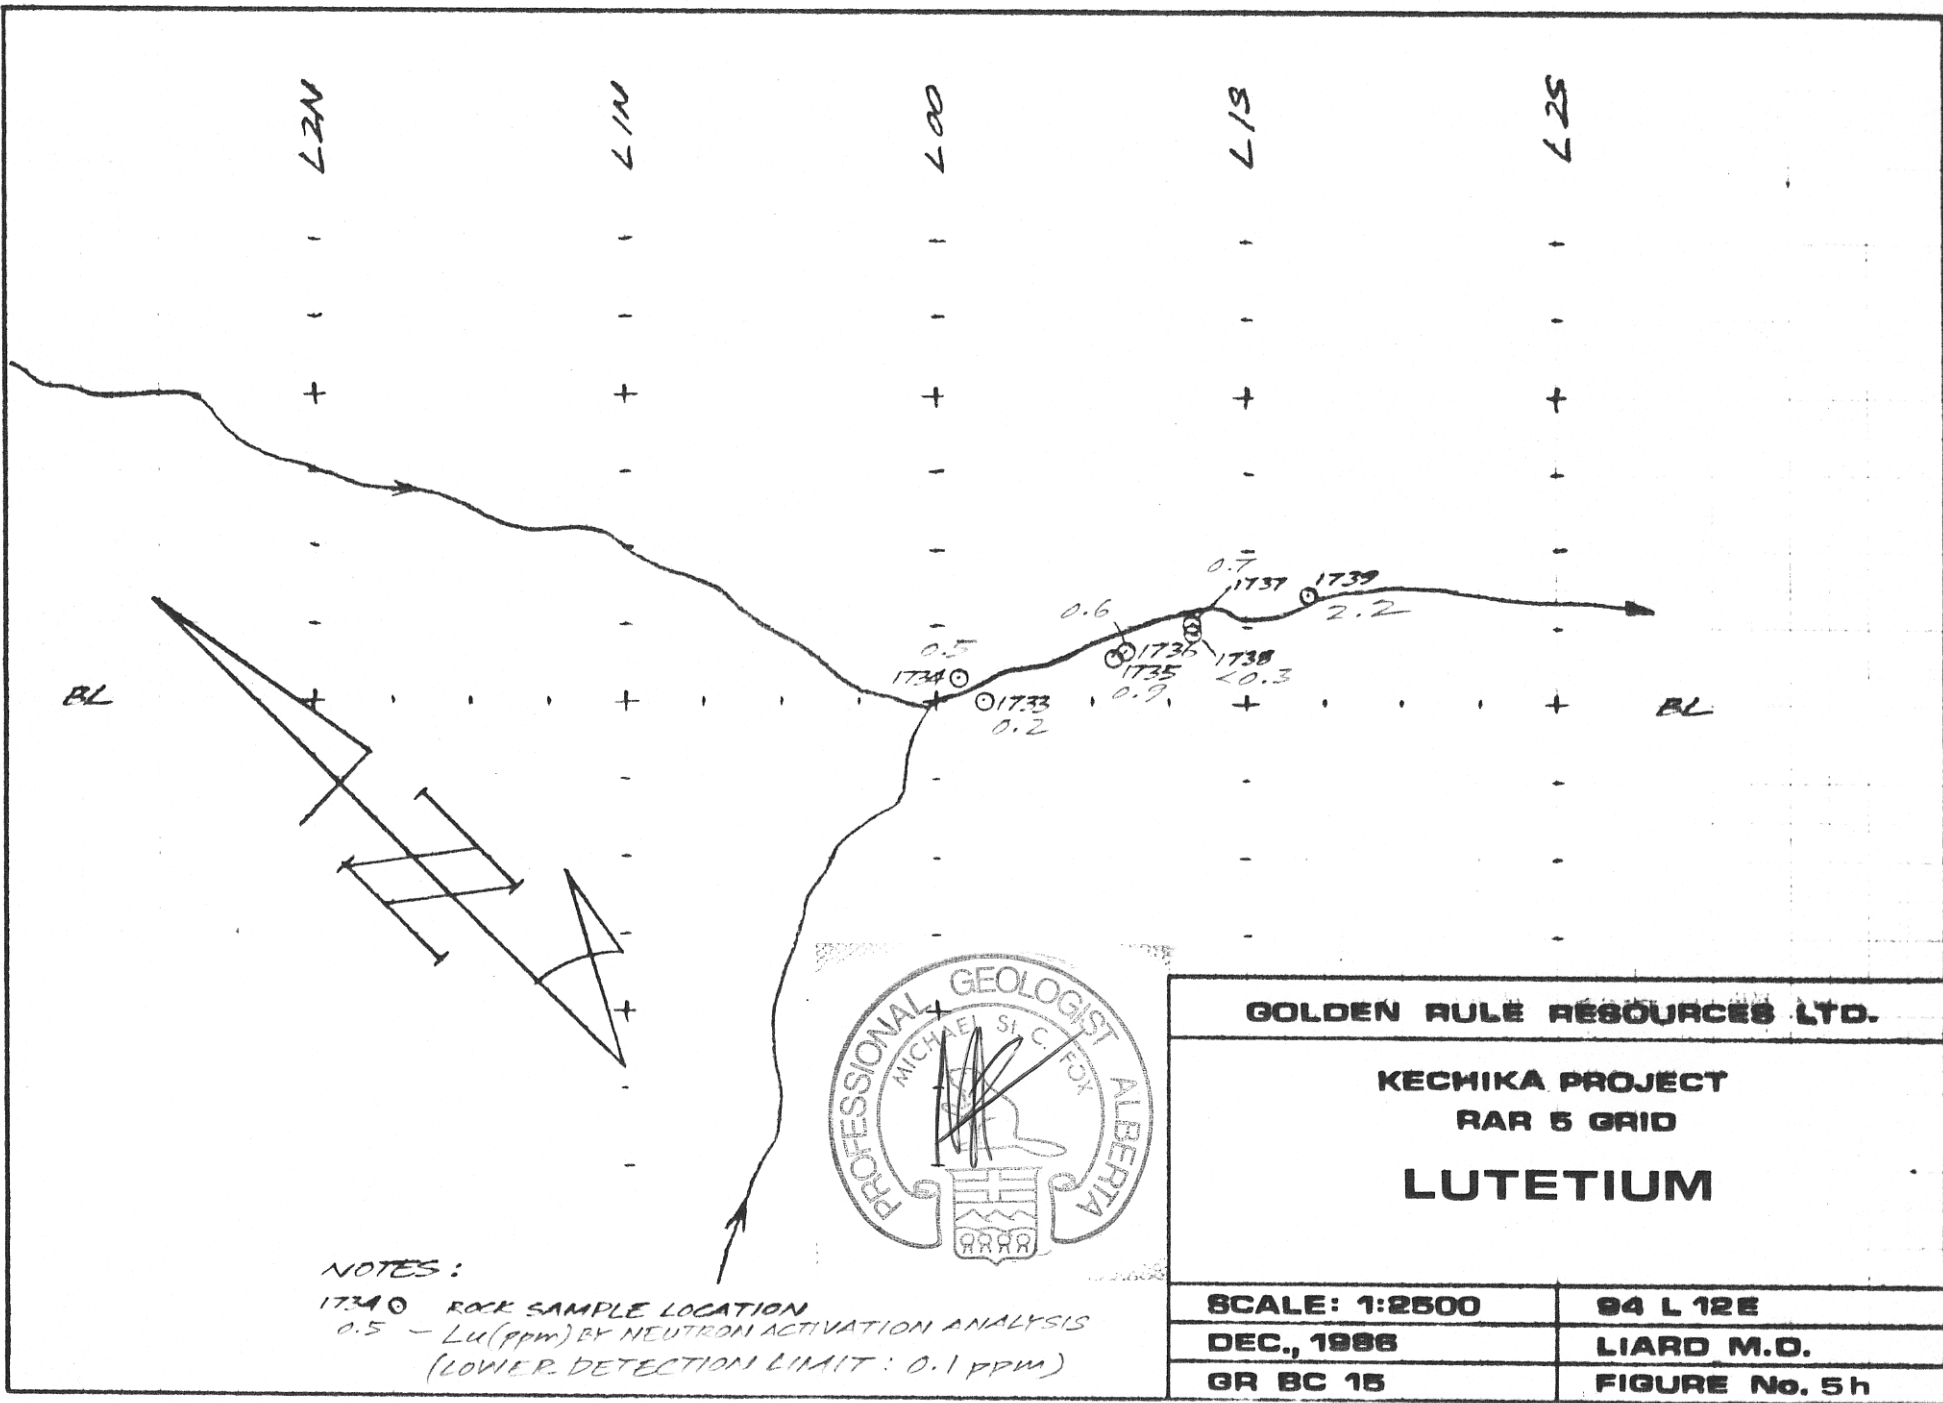 L2N
L1N
L00
L1S
L2S
0.7
1737
1739
2.2
0.6
1736
1735
0.9
1738
<0.3
0.5
1734
1733
0.2
BL
BL
N
PROFESSIONAL GEOLOGIST ALBERTA
MICHAEL St. C. FOX
NOTES:
1734 ROCK SAMPLE LOCATION
0.5 - Lu(ppm) BY NEUTRON ACTIVATION ANALYSIS
(LOWER DETECTION LIMIT: 0.1 ppm)
GOLDEN RULE RESOURCES LTD.
KECHIKA PROJECT
RAR 5 GRID
LUTETIUM
SCALE: 1:2500
94 L 12E
DEC., 1986
LIARD M.D.
GR BC 15
FIGURE No. 5h